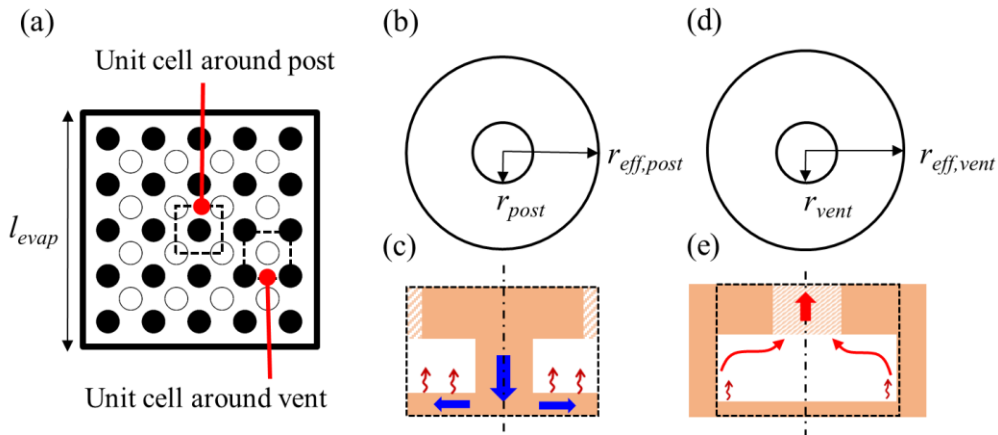 (a)
Unit cell around post
l_evap
Unit cell around vent
(b)
r_eff,post
r_post
(c)
(d)
r_eff,vent
r_vent
(e)